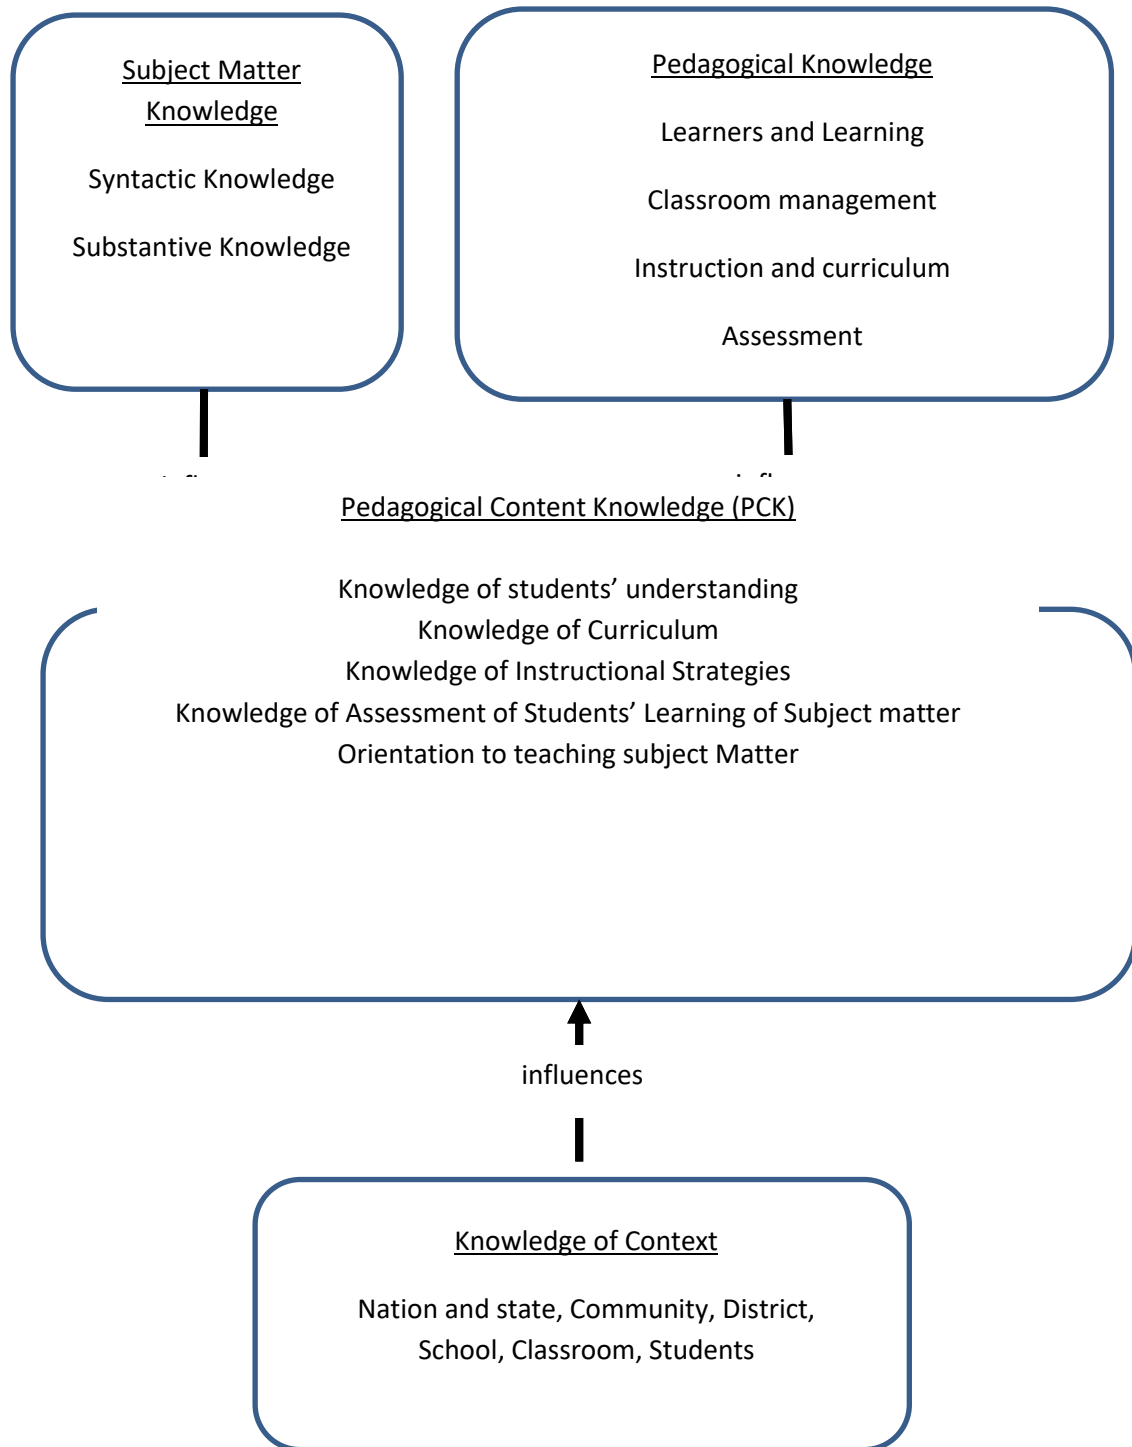 Subject Matter
Knowledge
Syntactic Knowledge
Substantive Knowledge
Pedagogical Knowledge
Learners and Learning
Classroom management
Instruction and curriculum
Assessment
Pedagogical Content Knowledge (PCK)
Knowledge of students’ understanding
Knowledge of Curriculum
Knowledge of Instructional Strategies
Knowledge of Assessment of Students’ Learning of Subject matter
Orientation to teaching subject Matter
influences
Knowledge of Context
Nation and state, Community, District,
School, Classroom, Students